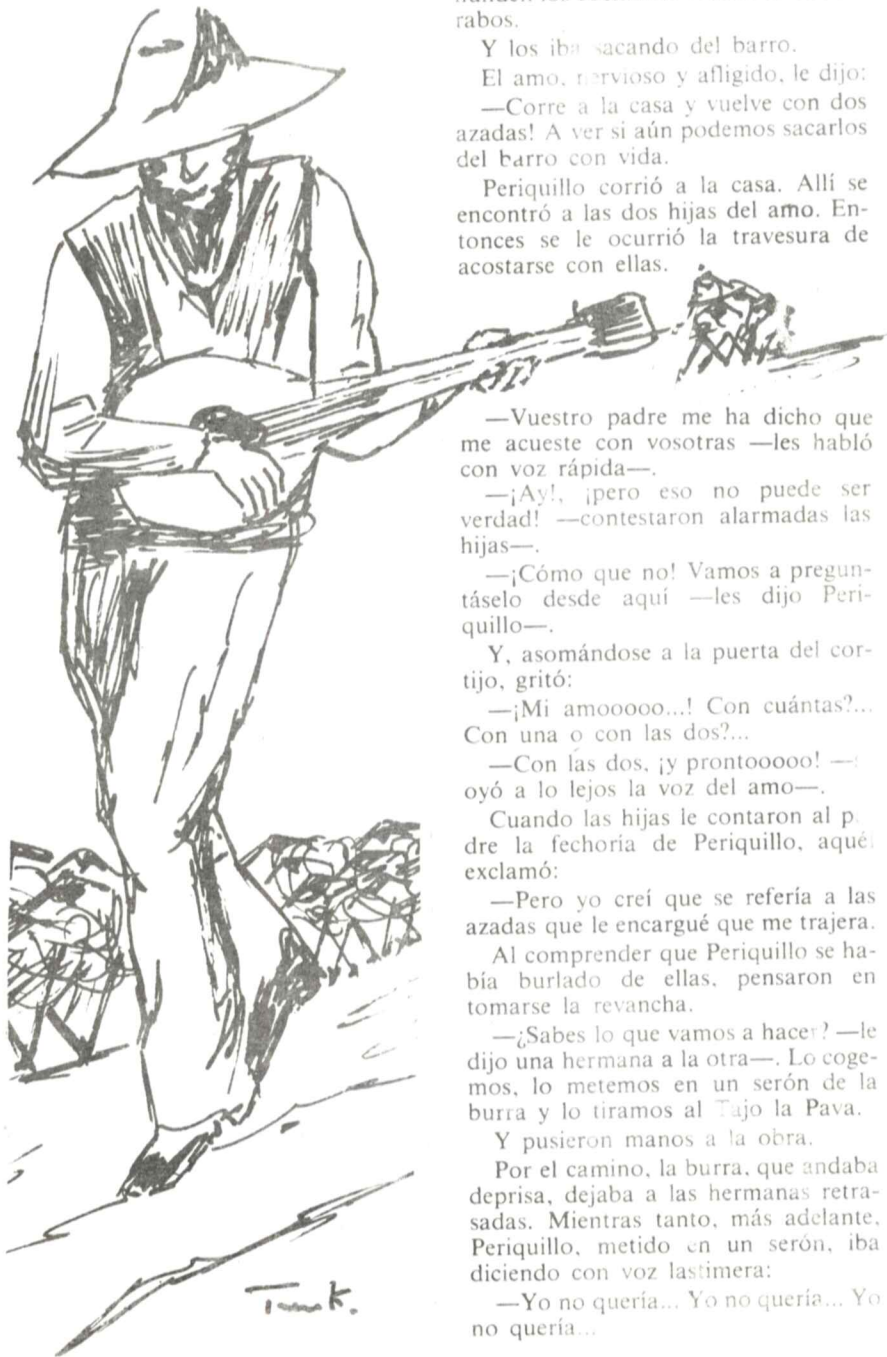 rabos.
Y los iba sacando del barro.
El amo, nervioso y afligido, le dijo:
—Corre a la casa y vuelve con dos
azadas! A ver si aún podemos sacarlos
del barro con vida.
Periquillo corrió a la casa. Allí se
encontró a las dos hijas del amo. En-
tonces se le ocurrió la travesura de
acostarse con ellas.
—Vuestro padre me ha dicho que
me acueste con vosotras —les habló
con voz rápida—.
—¡Ay!, ¡pero eso no puede ser
verdad! —contestaron alarmadas las
hijas—.
—¡Cómo que no! Vamos a pregun-
táselo desde aquí —les dijo Peri-
quillo—.
Y, asomándose a la puerta del cor-
tijo, gritó:
—¡Mi amooooo...! Con cuántas?...
Con una o con las dos?...
—Con las dos, ¡y prontooooo! —
oyó a lo lejos la voz del amo—.
Cuando las hijas le contaron al p
dre la fechoría de Periquillo, aqué
exclamó:
—Pero yo creí que se refería a las
azadas que le encargué que me trajera.
Al comprender que Periquillo se ha-
bía burlado de ellas, pensaron en
tomarse la revancha.
—¿Sabes lo que vamos a hacer? —le
dijo una hermana a la otra—. Lo coge-
mos, lo metemos en un serón de la
burra y lo tiramos al Tajo la Pava.
Y pusieron manos a la obra.
Por el camino, la burra, que andaba
deprisa, dejaba a las hermanas retra-
sadas. Mientras tanto, más adelante,
Periquillo, metido en un serón, iba
diciendo con voz lastimera:
—Yo no quería... Yo no quería... Yo
no quería...